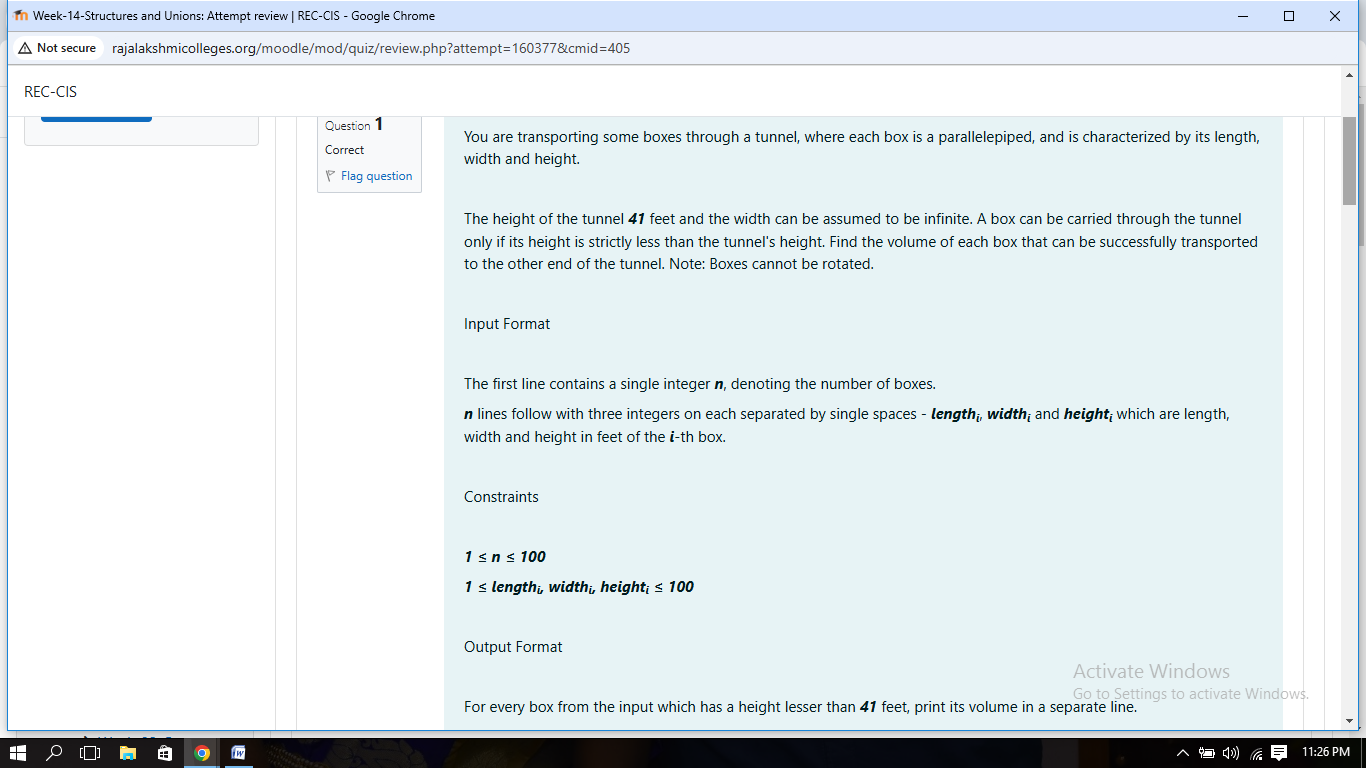 Week-14-Structures and Unions: Attempt review | REC-CIS - Google Chrome
Not secure rajalakshmicolleges.org/moodle/mod/quiz/review.php?attempt=160377&cmid=405
REC-CIS
Question 1
Correct
Flag question
You are transporting some boxes through a tunnel, where each box is a parallelepiped, and is characterized by its length,
width and height.
The height of the tunnel 41 feet and the width can be assumed to be infinite. A box can be carried through the tunnel
only if its height is strictly less than the tunnel's height. Find the volume of each box that can be successfully transported
to the other end of the tunnel. Note: Boxes cannot be rotated.
Input Format
The first line contains a single integer n, denoting the number of boxes.
n lines follow with three integers on each separated by single spaces - lengthi, widthi and heighti which are length,
width and height in feet of the i-th box.
Constraints
1 ≤ n ≤ 100
1 ≤ lengthi, widthi, heighti ≤ 100
Output Format
For every box from the input which has a height lesser than 41 feet, print its volume in a separate line.
Activate Windows
Go to Settings to activate Windows.
11:26 PM